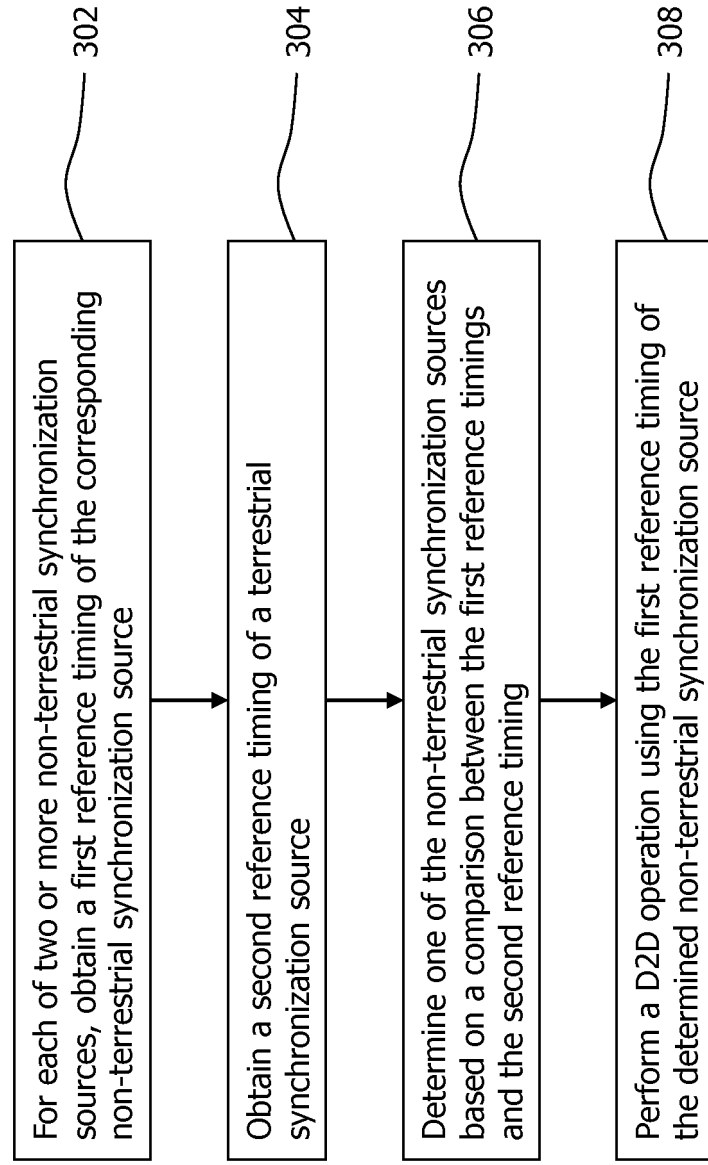 For each of two or more non-terrestrial synchronization
sources, obtain a first reference timing of the corresponding
non-terrestrial synchronization source
302
Obtain a second reference timing of a terrestrial
synchronization source
304
Determine one of the non-terrestrial synchronization sources
based on a comparison between the first reference timings
and the second reference timing
306
Perform a D2D operation using the first reference timing of
the determined non-terrestrial synchronization source
308